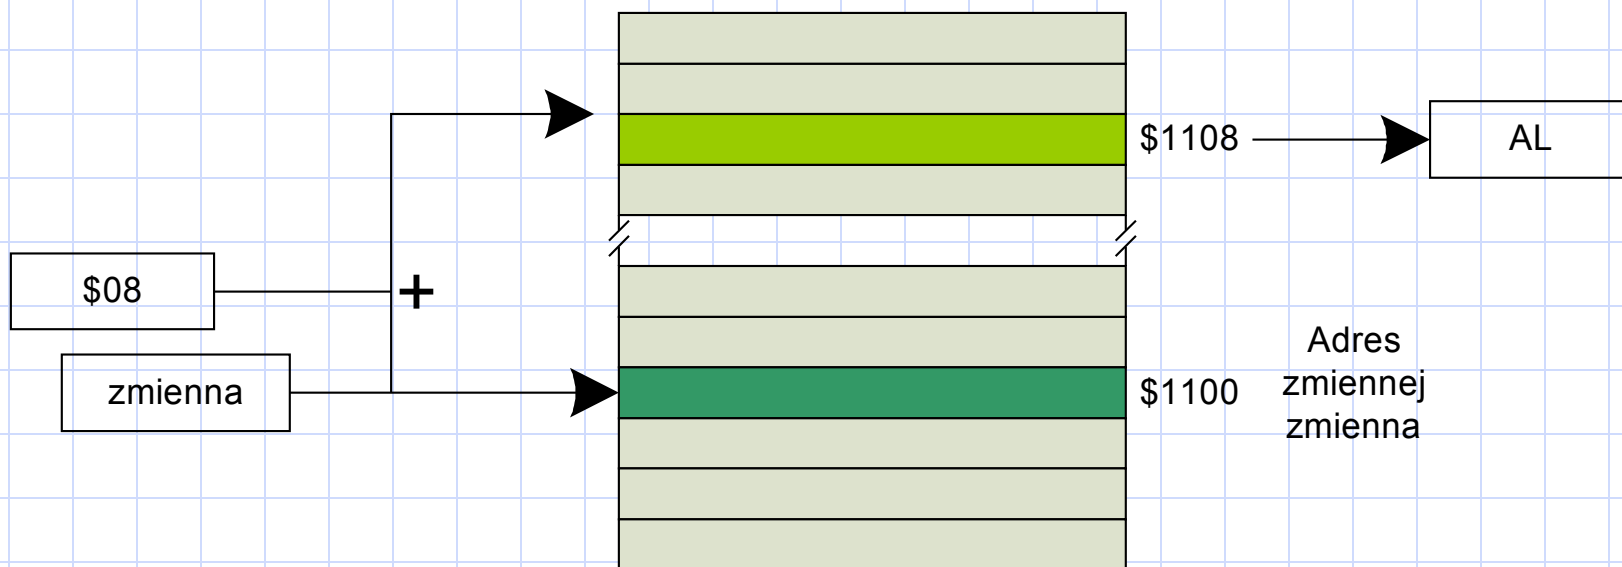 $1108
AL
$08
+
zmienna
$1100
Adres
zmiennej
zmienna